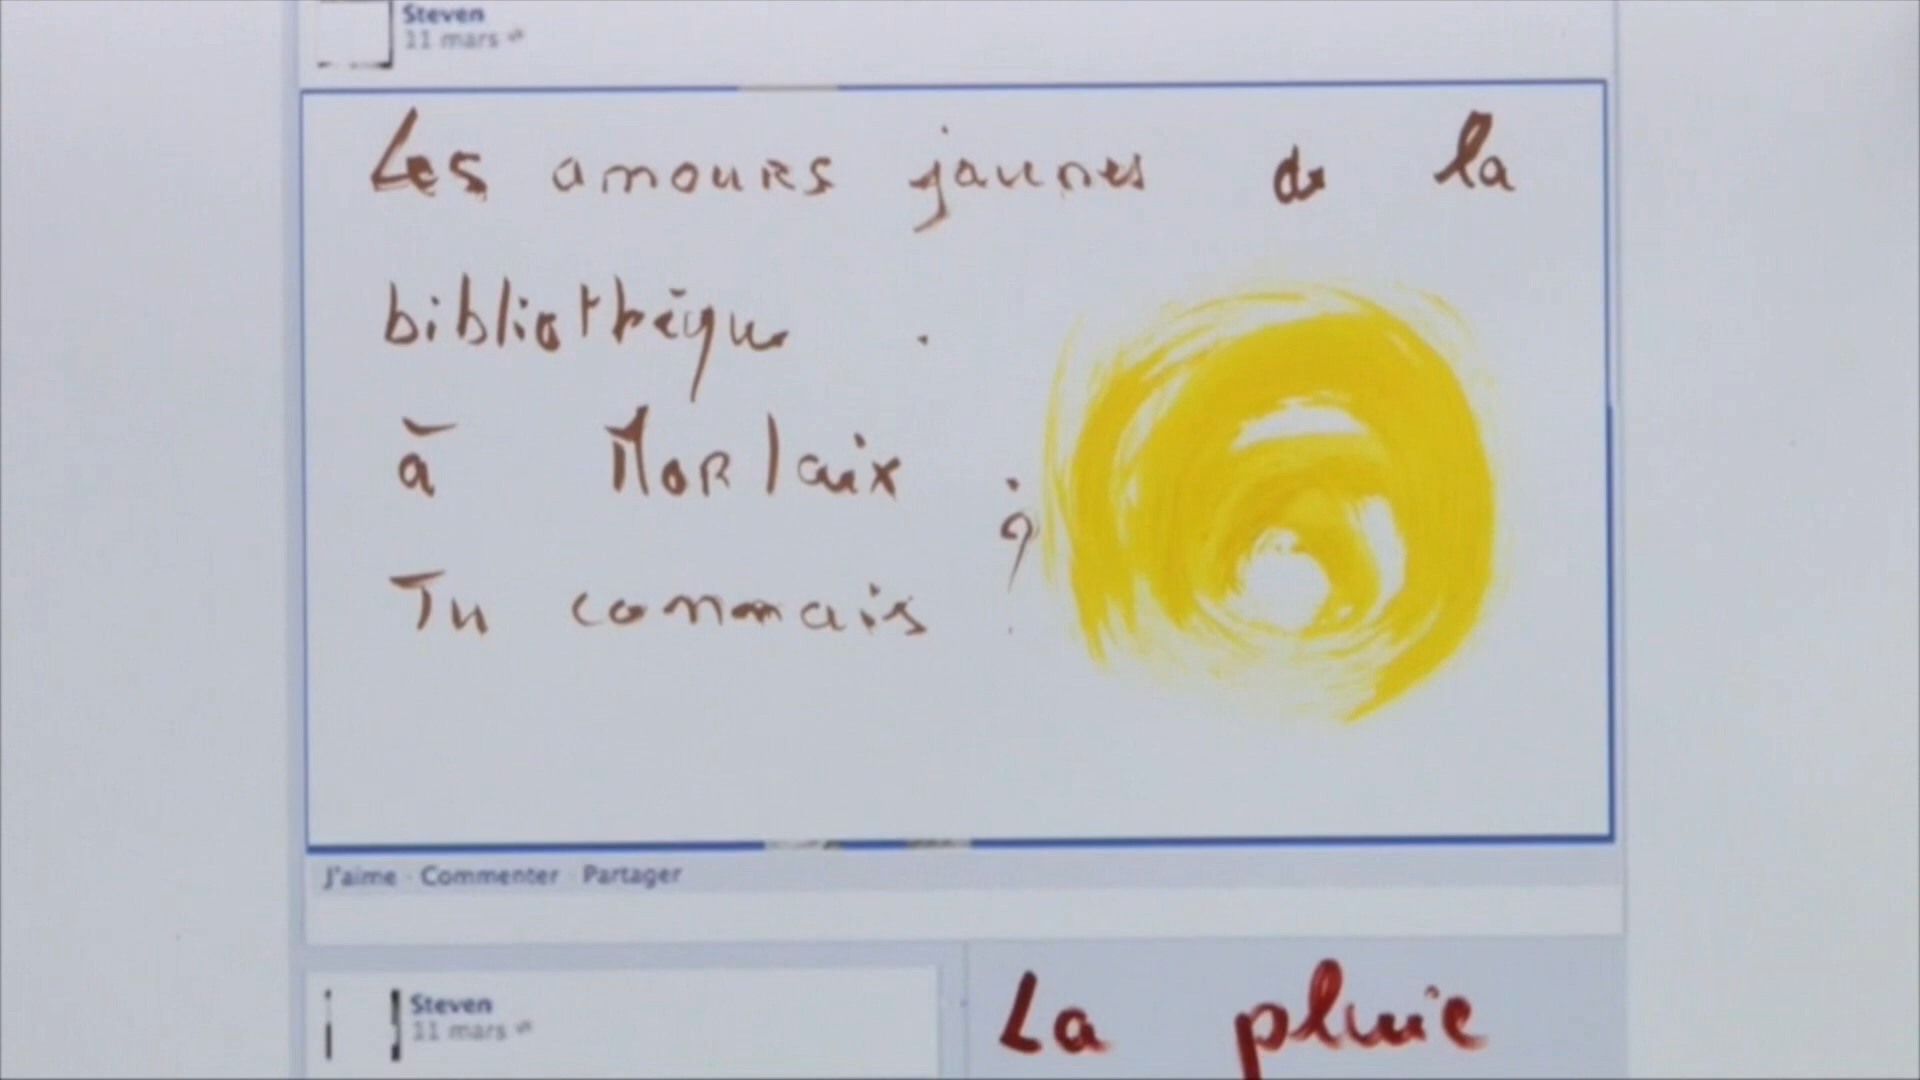 Steven
11 mars
Les amours jaunes de la
bibliothèque .
à Morlaix .
Tu connais ?
J'aime · Commenter · Partager
Steven
11 mars
La pluie